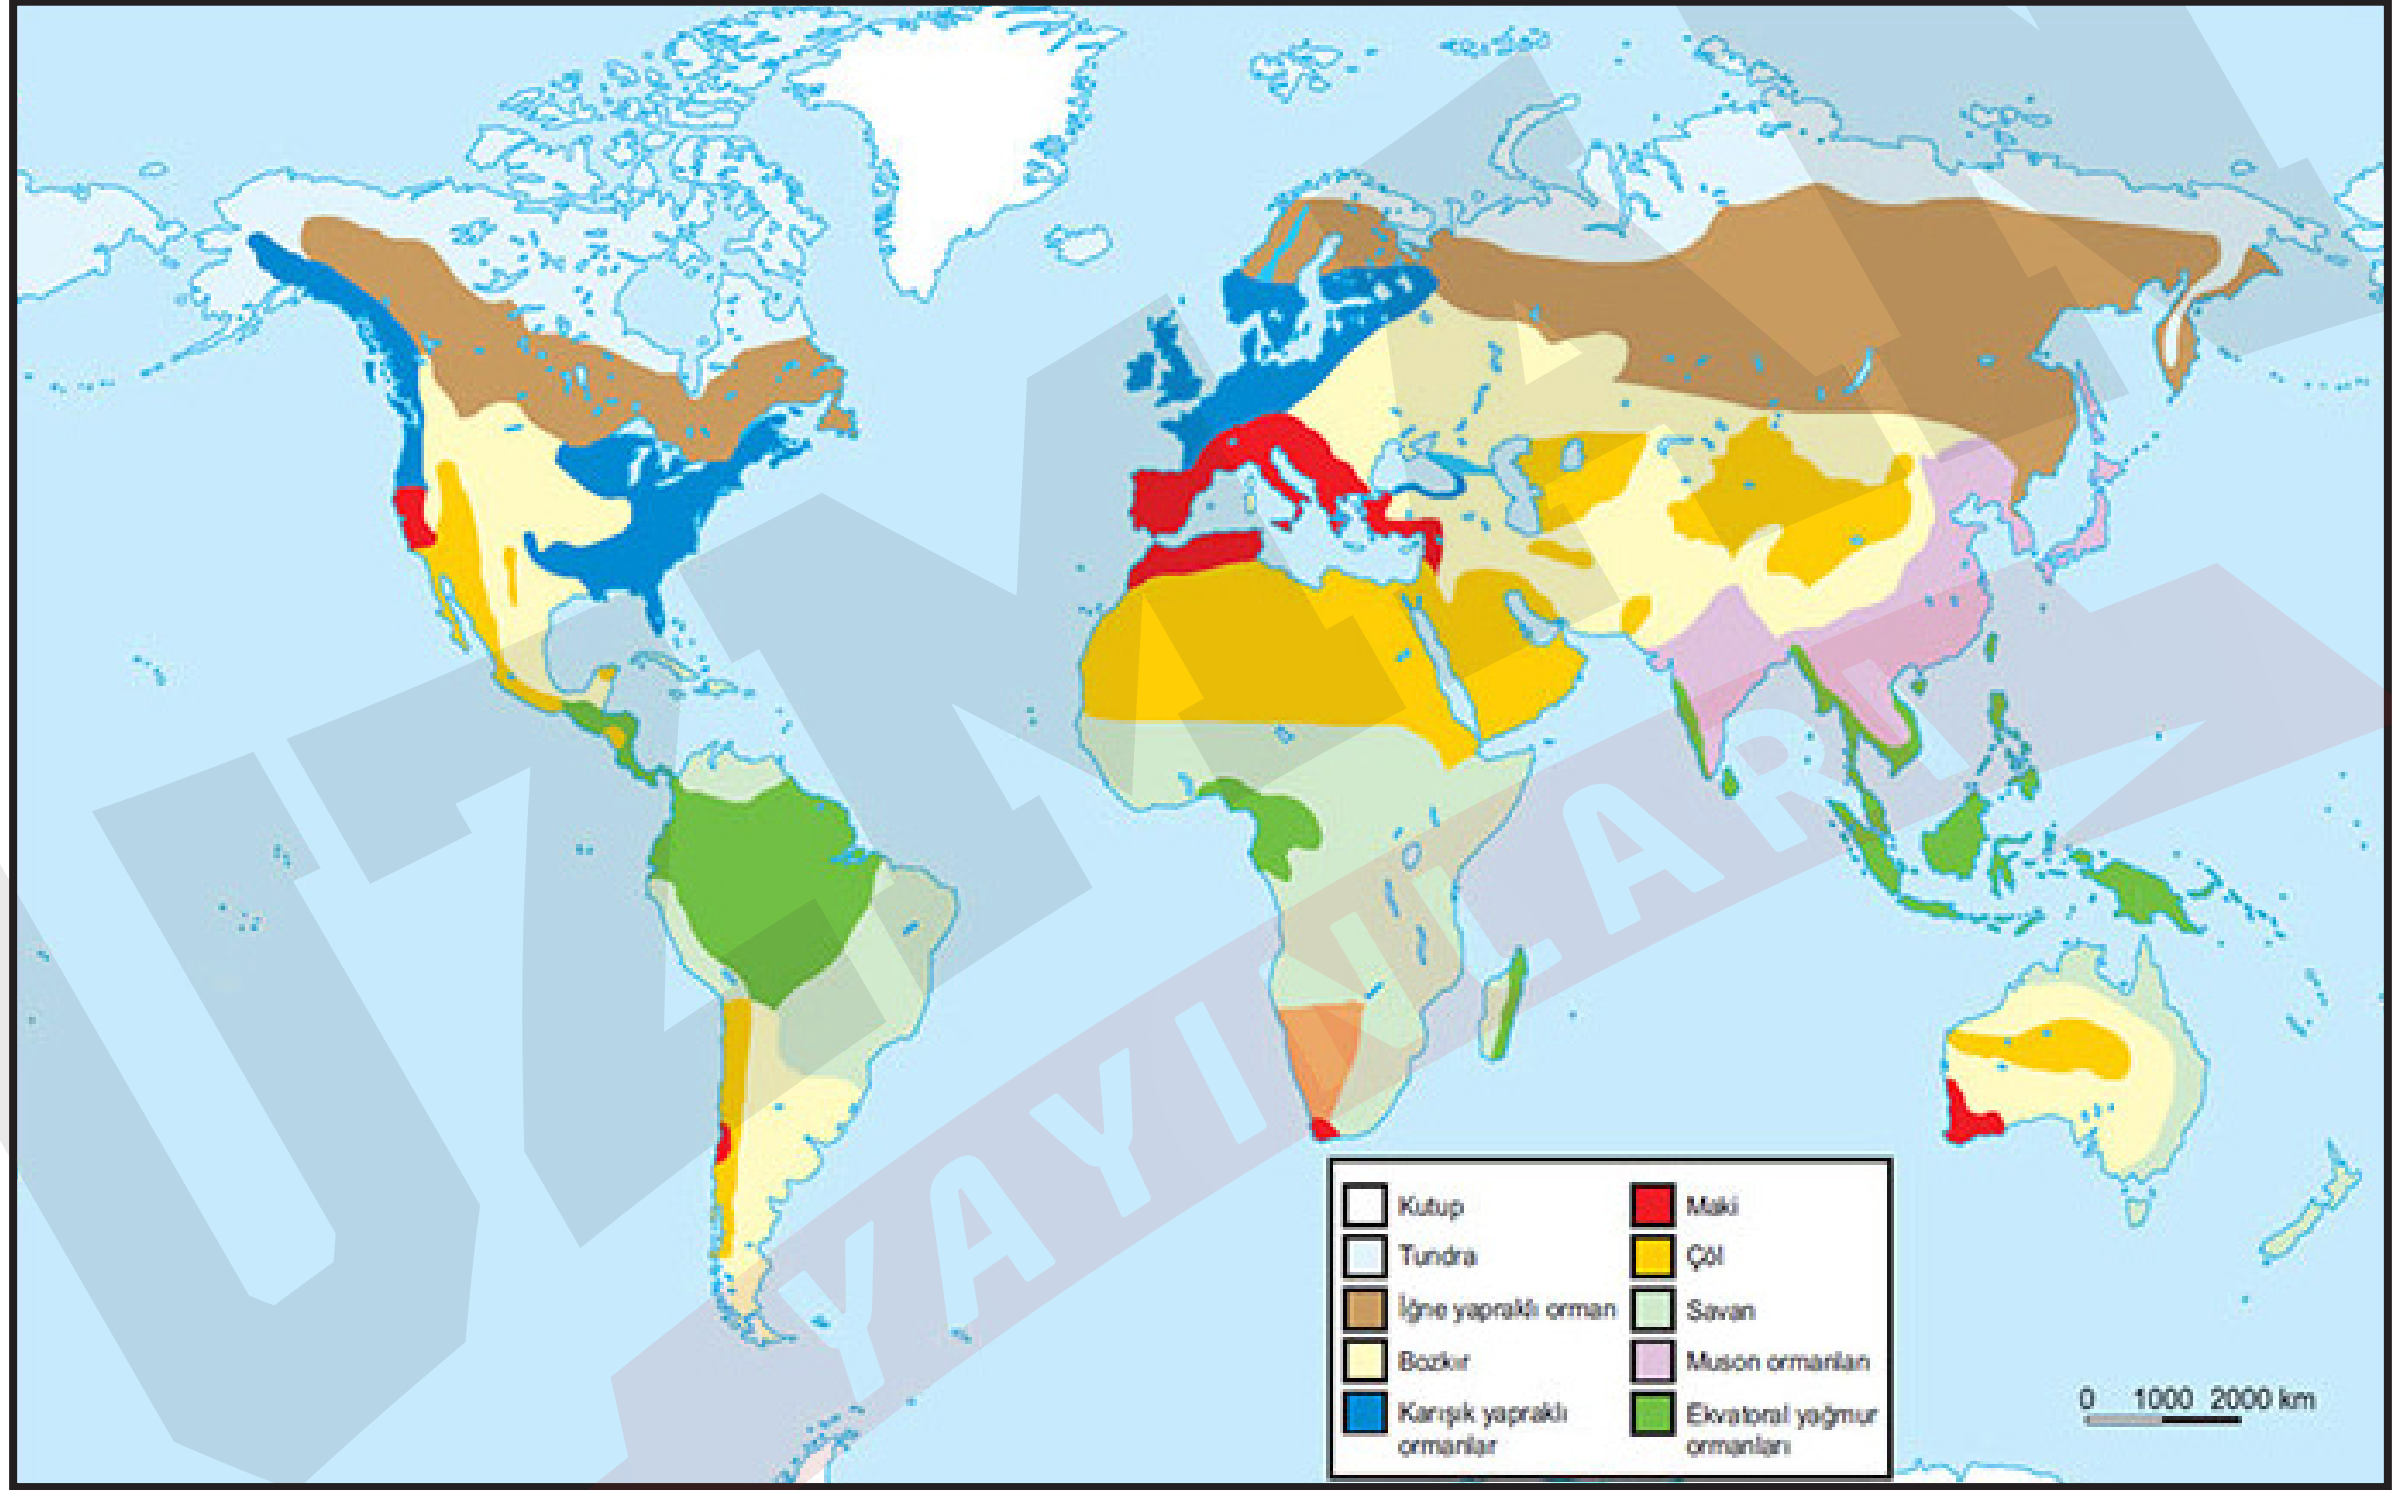 UZMAN
YAYINLARI
Kutup
Tundra
İğne yapraklı orman
Bozkır
Karışık yapraklı
ormanlar
Maki
Çöl
Savan
Muson ormanları
Ekvatoral yağmur
ormanları
0 1000 2000 km